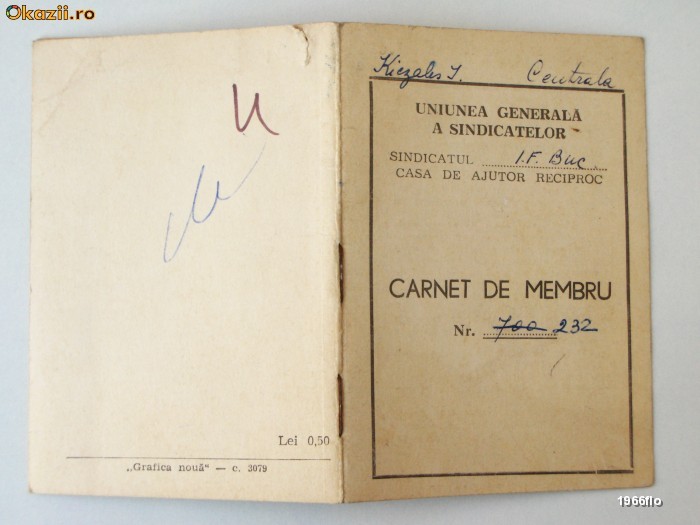 Okazii.ro
u
Lei 0,50
„Grafica nouă“ — c. 3079
Kiezales I. Centrala
UNIUNEA GENERALĂ
A SINDICATELOR
SINDICATUL I.F. Buc
CASA DE AJUTOR RECIPROC
CARNET DE MEMBRU
Nr. 700 232
1966flo